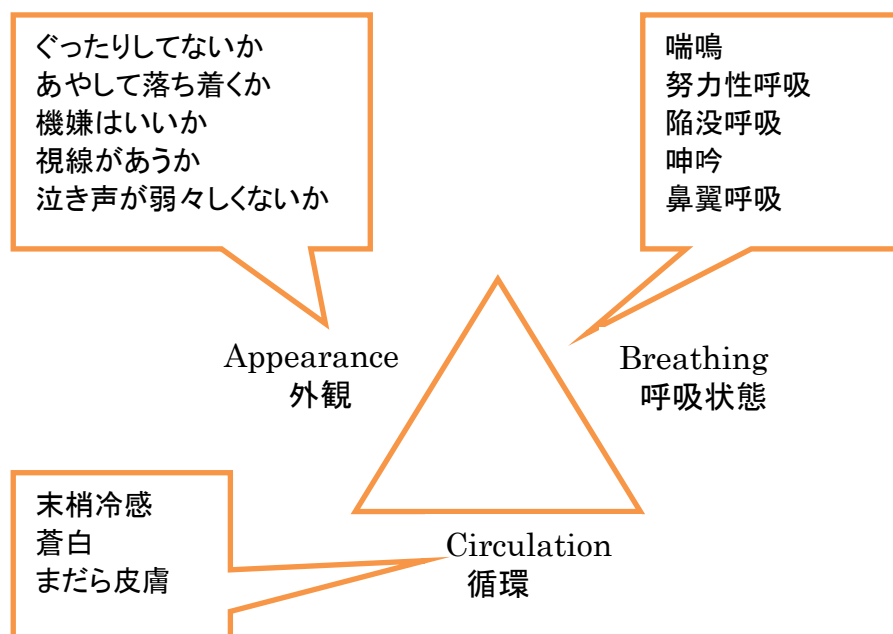 ぐったりしてないか
あやして落ち着くか
機嫌はいいか
視線があうか
泣き声が弱々しくないか
喘鳴
努力性呼吸
陥没呼吸
呻吟
鼻翼呼吸
Appearance
外観
Breathing
呼吸状態
末梢冷感
蒼白
まだら皮膚
Circulation
循環